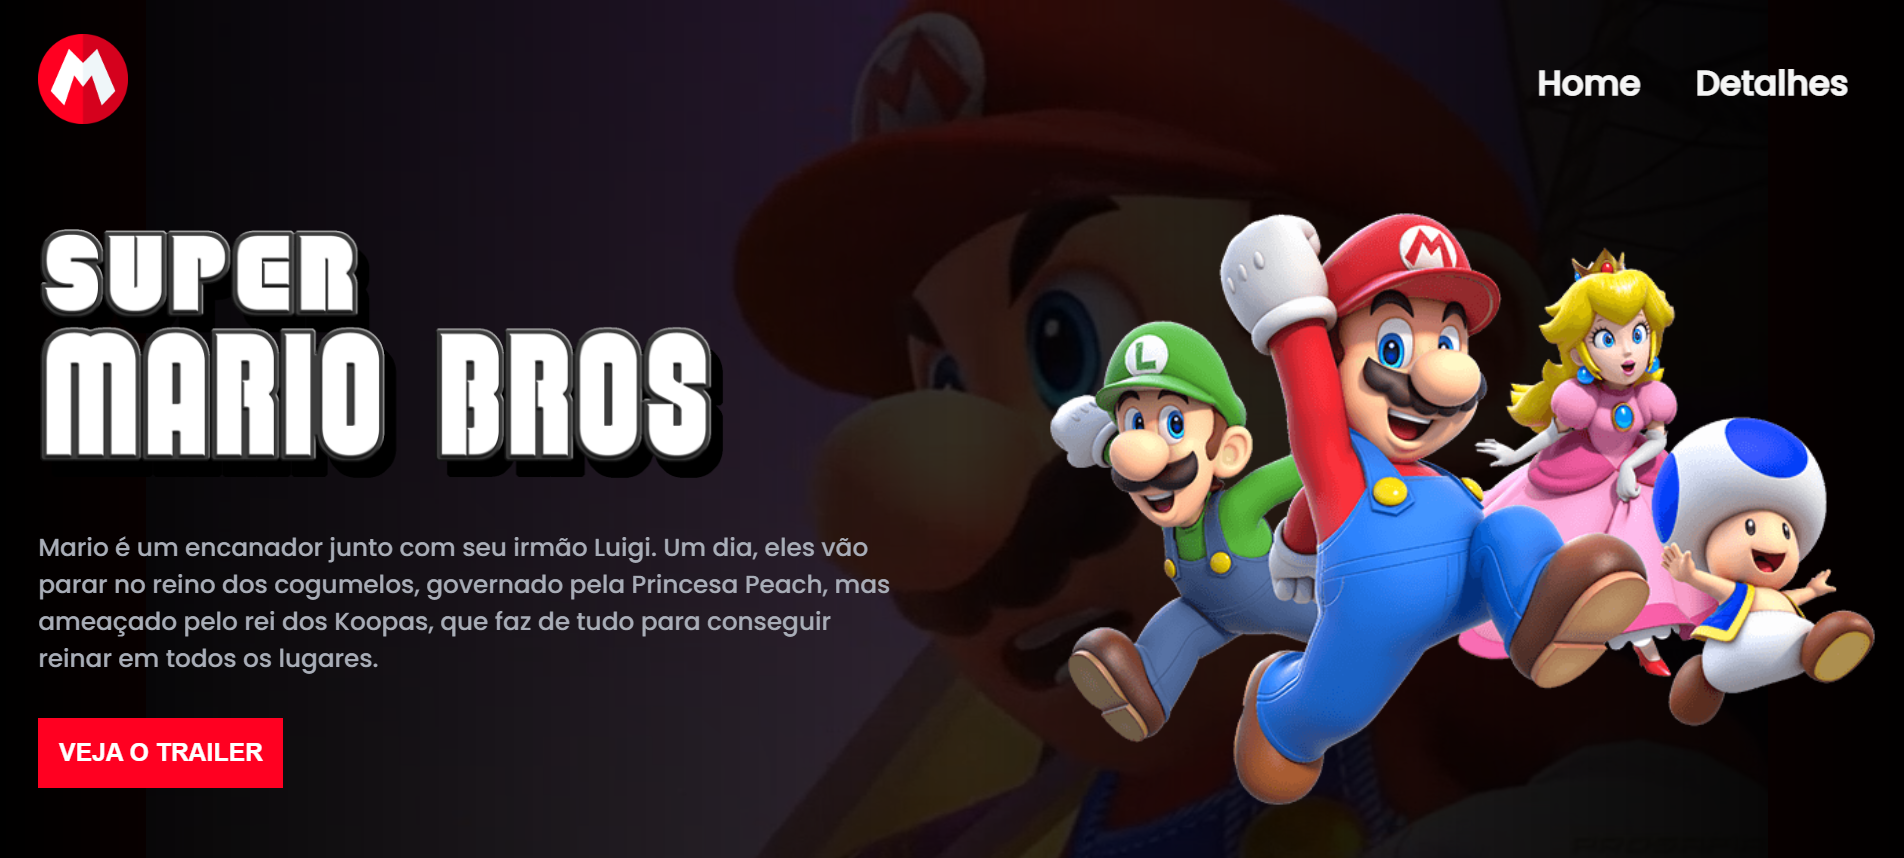 M
Home Detalhes
SUPER
MARIO BROS
M
L
Mario é um encanador junto com seu irmão Luigi. Um dia, eles vão
parar no reino dos cogumelos, governado pela Princesa Peach, mas
ameaçado pelo rei dos Koopas, que faz de tudo para conseguir
reinar em todos os lugares.
VEJA O TRAILER